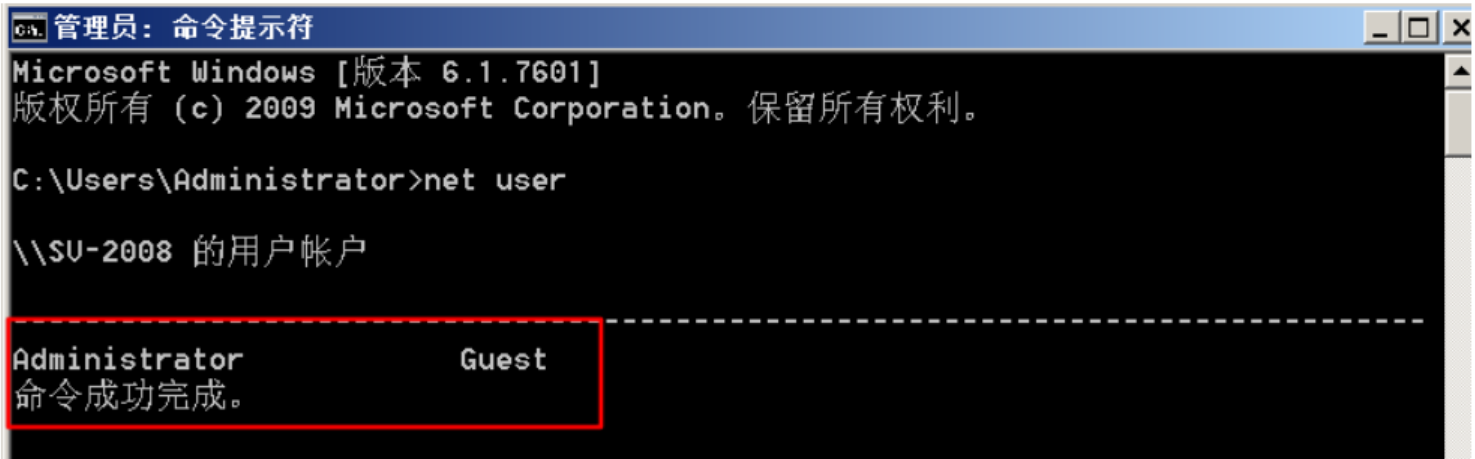 管理员: 命令提示符
Microsoft Windows [版本 6.1.7601]
版权所有 (c) 2009 Microsoft Corporation。保留所有权利。
C:\Users\Administrator>net user
\\SU-2008 的用户帐户
-------------------------------------------------------------------------------
Administrator            Guest
命令成功完成。